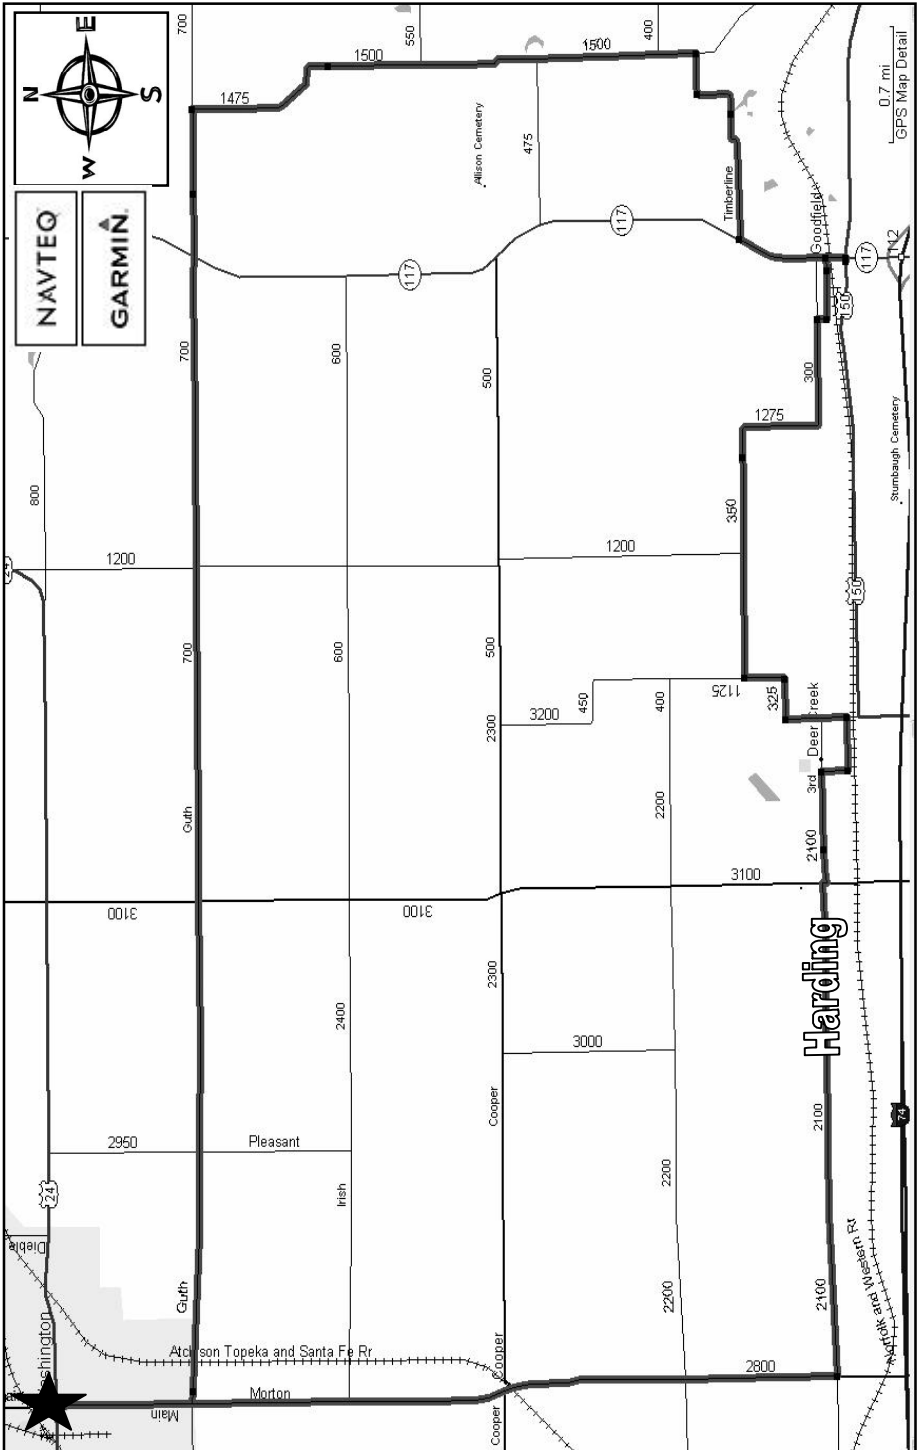 E
N
S
W
NAVTEQ
GARMIN
0.7 mi
GPS Map Detail
700
550
400
1500
1500
1475
475
Allison Cemetery
Timberline
Goodfield
117
117
117
112
150
700
600
500
300
1275
350
Stumbaugh Cemetery
800
24
1200
1200
150
700
600
500
450
400
1125
325
3200
2300
Deer Creek
3rd
Guth
2200
2100
3100
3100
3100
Harding
2300
2400
3000
Cooper
2100
74
2950
Pleasant
24
Irish
2200
Dieble
Guth
2200
2100
Norfolk and Western Rr
Atchison Topeka and Santa Fe Rr
Cooper
2800
Morton
Main
Cooper